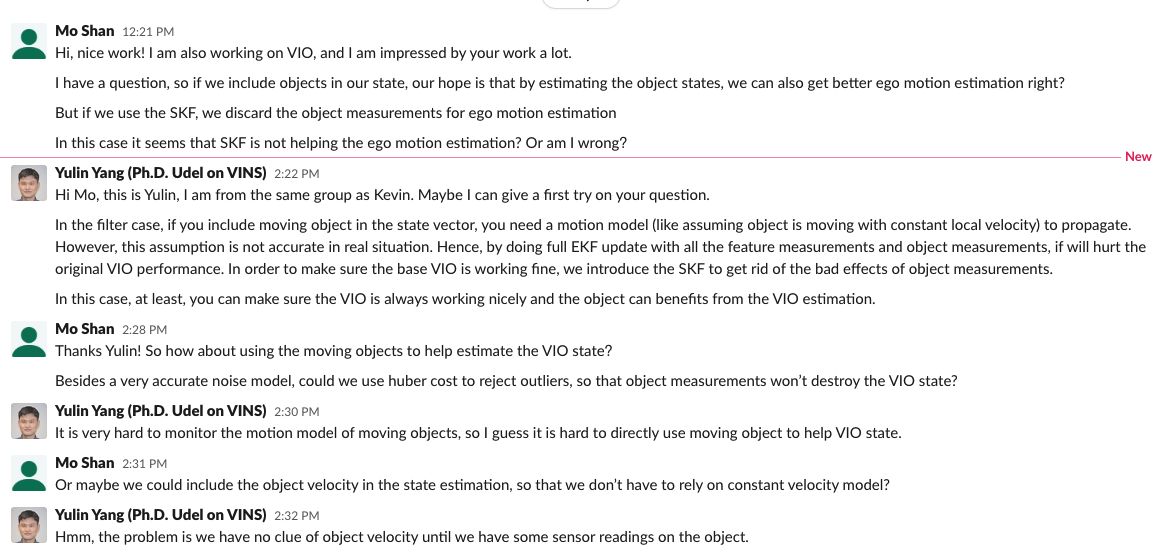 Mo Shan 12:21 PM
Hi, nice work! I am also working on VIO, and I am impressed by your work a lot.
I have a question, so if we include objects in our state, our hope is that by estimating the object states, we can also get better ego motion estimation right?
But if we use the SKF, we discard the object measurements for ego motion estimation
In this case it seems that SKF is not helping the ego motion estimation? Or am I wrong?
New
Yulin Yang (Ph.D. Udel on VINS) 2:22 PM
Hi Mo, this is Yulin, I am from the same group as Kevin. Maybe I can give a first try on your question.
In the filter case, if you include moving object in the state vector, you need a motion model (like assuming object is moving with constant local velocity) to propagate.
However, this assumption is not accurate in real situation. Hence, by doing full EKF update with all the feature measurements and object measurements, if will hurt the
original VIO performance. In order to make sure the base VIO is working fine, we introduce the SKF to get rid of the bad effects of object measurements.
In this case, at least, you can make sure the VIO is always working nicely and the object can benefits from the VIO estimation.
Mo Shan 2:28 PM
Thanks Yulin! So how about using the moving objects to help estimate the VIO state?
Besides a very accurate noise model, could we use huber cost to reject outliers, so that object measurements won't destroy the VIO state?
Yulin Yang (Ph.D. Udel on VINS) 2:30 PM
It is very hard to monitor the motion model of moving objects, so I guess it is hard to directly use moving object to help VIO state.
Mo Shan 2:31 PM
Or maybe we could include the object velocity in the state estimation, so that we don't have to rely on constant velocity model?
Yulin Yang (Ph.D. Udel on VINS) 2:32 PM
Hmm, the problem is we have no clue of object velocity until we have some sensor readings on the object.